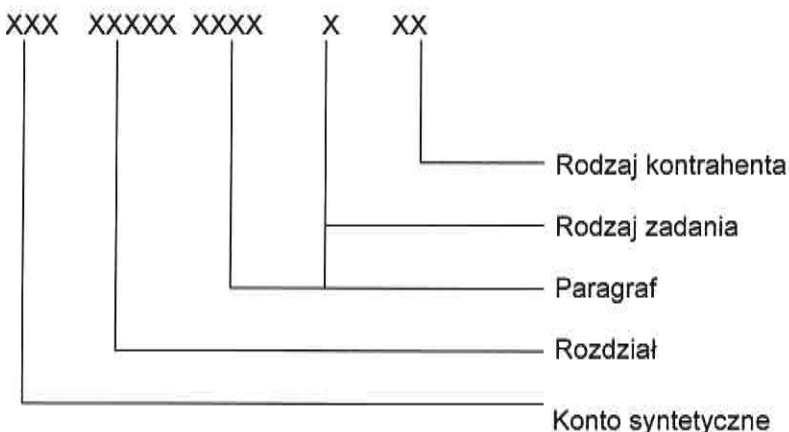 XXX XXXXX XXXX X XX
Rodzaj kontrahenta
Rodzaj zadania
Paragraf
Rozdział
Konto syntetyczne